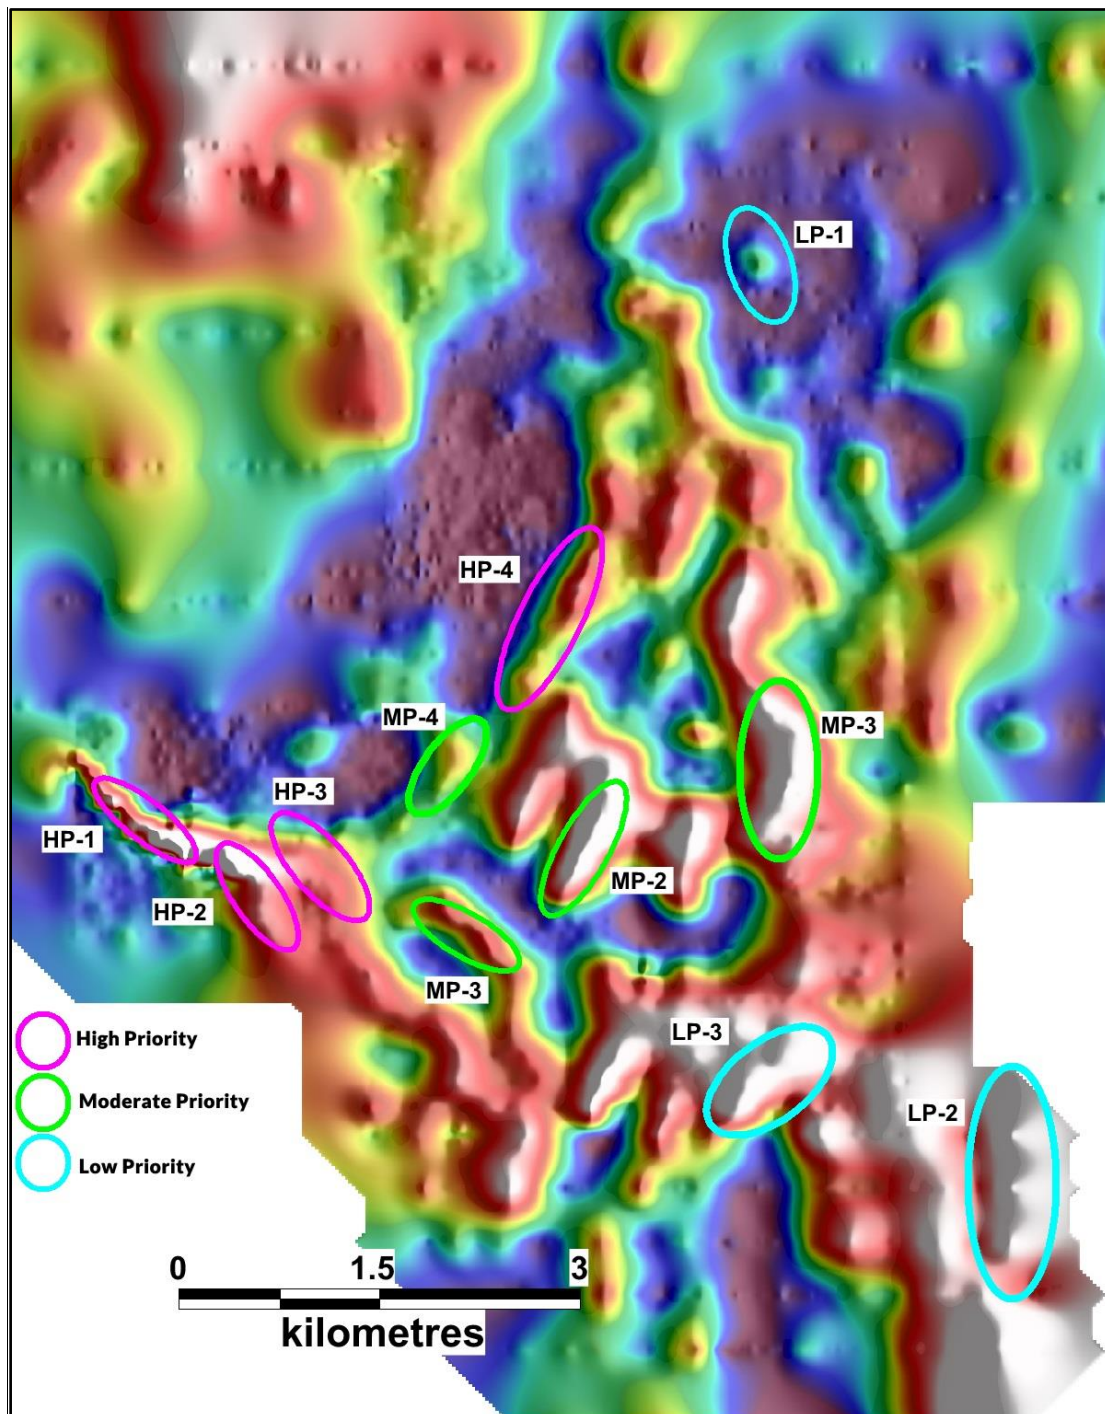 LP-1
HP-4
MP-4
MP-3
HP-3
HP-1
MP-2
HP-2
MP-3
LP-3
High Priority
Moderate Priority
LP-2
Low Priority
0 1.5 3
kilometres